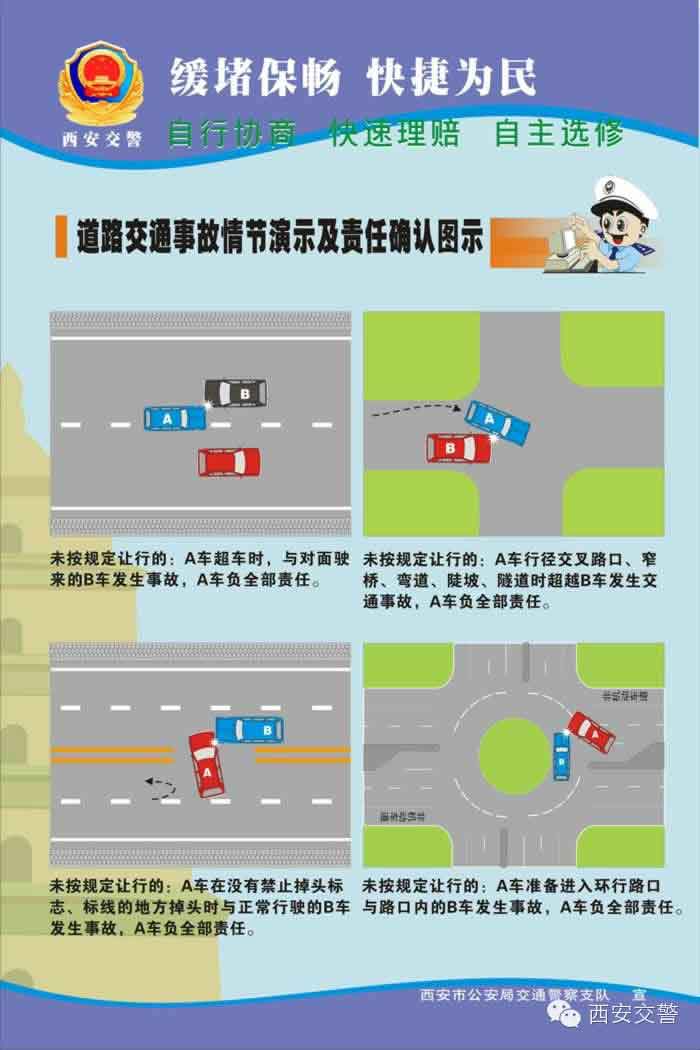 缓堵保畅 快捷为民
西安交警
自行协商 快速理赔 自主选修
道路交通事故情节演示及责任确认图示
A
B
A
B
未按规定让行的：A车超车时，与对面驶
来的B车发生事故，A车负全部责任。
未按规定让行的：A车行径交叉路口、窄
桥、弯道、陡坡、隧道时超越B车发生交
通事故，A车负全部责任。
B
A
A
B
非机动车道
非机动车道
未按规定让行的：A车在没有禁止掉头标
志、标线的地方掉头时与正常行驶的B车
发生事故，A车负全部责任。
未按规定让行的：A车准备进入环行路口
与路口内的B车发生事故，A车负全部责任。
西安市公安局交通警察支队 宣
西安交警